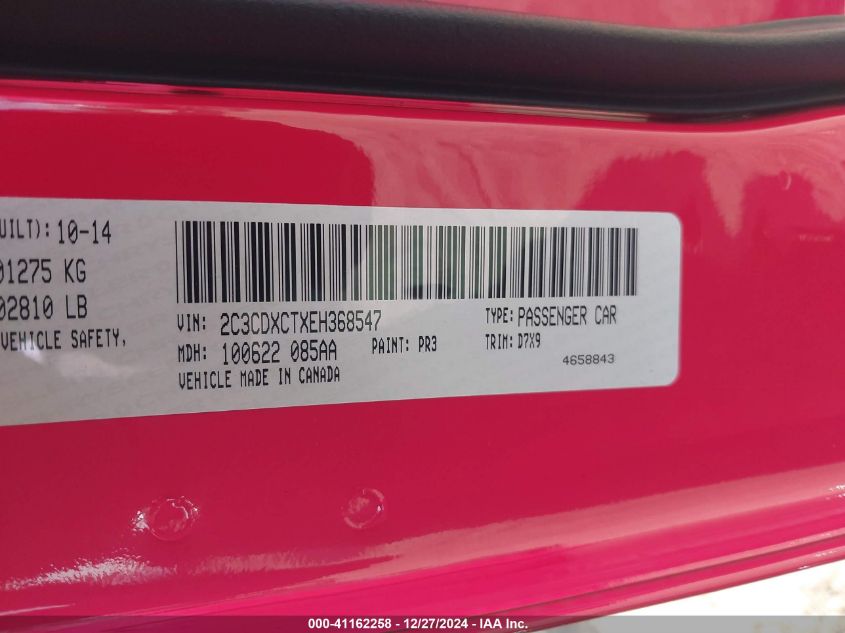 UILT): 10-14
01275 KG
02810 LB
VEHICLE SAFETY,
VIN: 2C3CDXCTXEH368547
TYPE: PASSENGER CAR
MDH: 100622 085AA
PAINT: PR3
TRIM: D7X9
VEHICLE MADE IN CANADA
4658843
000-41162258 - 12/27/2024 - IAA Inc.